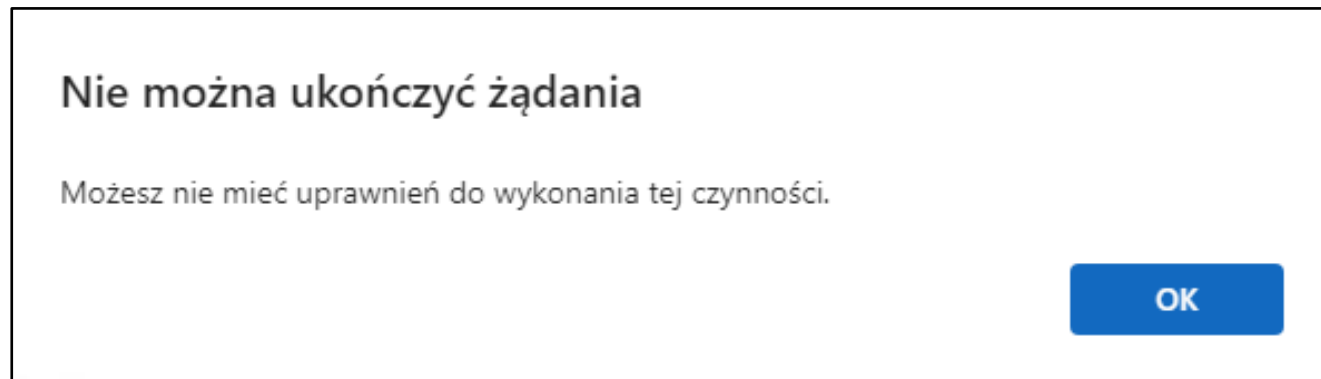 Nie można ukończyć żądania
Możesz nie mieć uprawnień do wykonania tej czynności.
OK